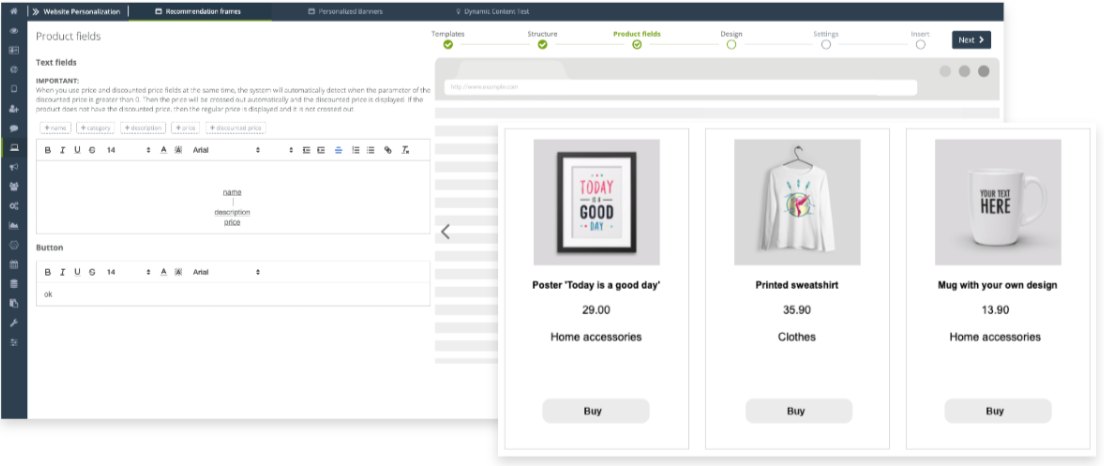 Website Personalization
Recommendation frames
Personalized Banners
Dynamic Content Test
Product fields
Templates
Structure
Product fields
Design
Settings
Insert
Next
Text fields
IMPORTANT:
When you use price and discounted price fields at the same time, the system will automatically detect when the parameter of the
discounted price is greater than 0. Then the price will be crossed out automatically and the discounted price is displayed. If the
product does not have the discounted price, then the regular price is displayed and it is not crossed out.
+ name + category + description + price + discounted price
B I U S 14 A A Arial
name
description
price
Button
B I U S 14 A A Arial
ok
http://www.example.com
TODAY
IS A
GOOD
DAY
YOUR TEXT
HERE
Poster 'Today is a good day'
29.00
Home accessories
Buy
Printed sweatshirt
35.90
Clothes
Buy
Mug with your own design
13.90
Home accessories
Buy